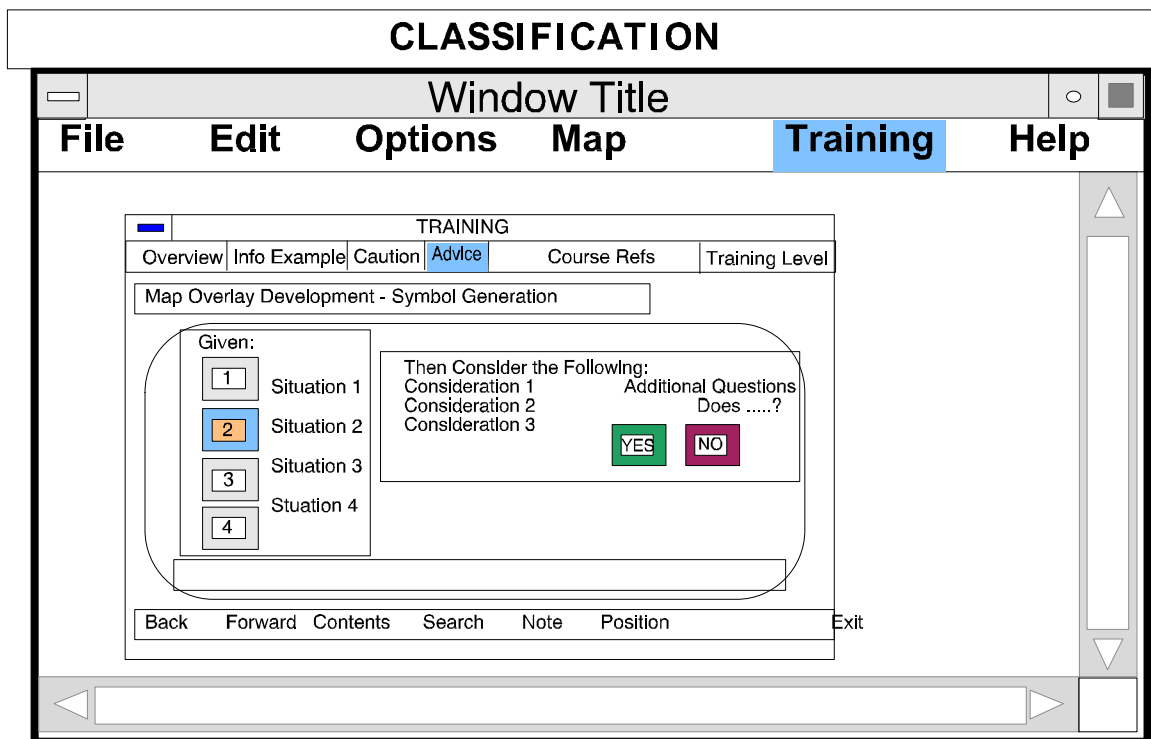 CLASSIFICATION
Window Title
File Edit Options Map Training Help
TRAINING
Overview Info Example Caution Advice Course Refs Training Level
Map Overlay Development - Symbol Generation
Given:
1 Situation 1
2 Situation 2
3 Situation 3
4 Stuation 4
Then Consider the Following:
Consideration 1 Additional Questions
Consideration 2 Does .....?
Consideration 3
YES NO
Back Forward Contents Search Note Position Exit